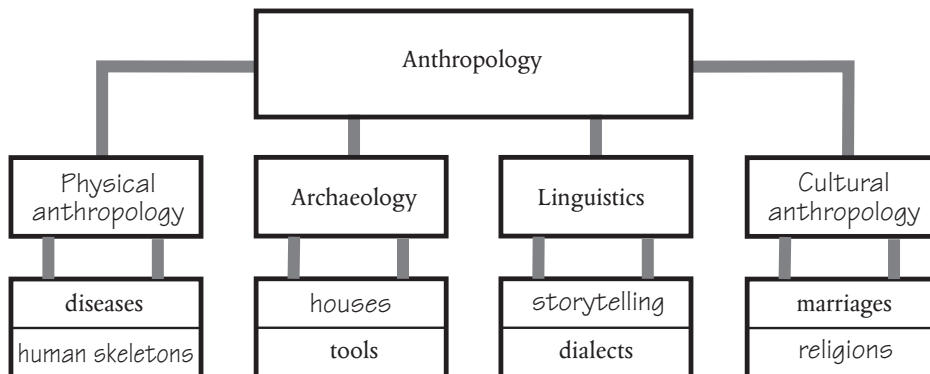 Anthropology
Physical
anthropology
Archaeology
Linguistics
Cultural
anthropology
diseases
human skeletons
houses
tools
storytelling
dialects
marriages
religions